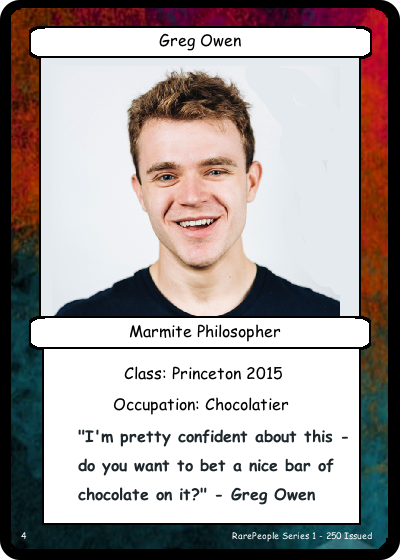 Greg Owen
Marmite Philosopher
Class: Princeton 2015
Occupation: Chocolatier
"I'm pretty confident about this -
do you want to bet a nice bar of
chocolate on it?" - Greg Owen
4
RarePeople Series 1 - 250 Issued